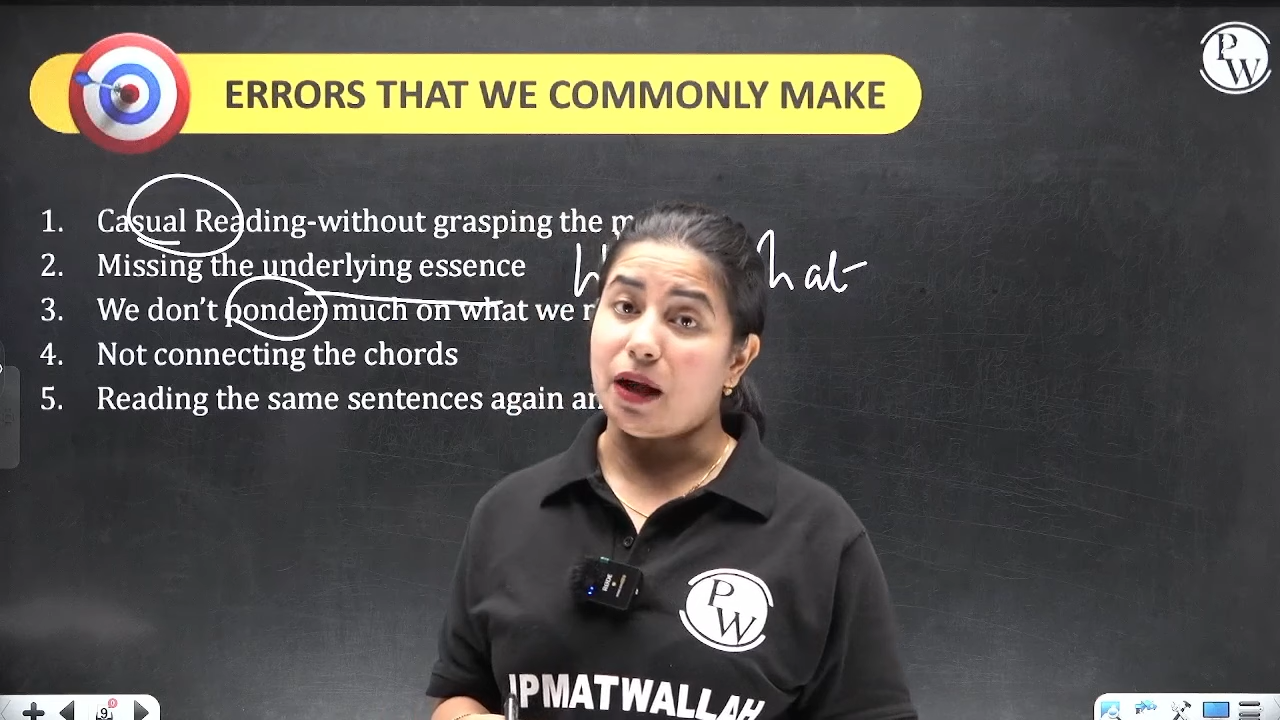 PW
ERRORS THAT WE COMMONLY MAKE
1. Casual Reading-without grasping the
2. Missing the underlying essence
3. We don't ponder much on what we
4. Not connecting the chords
5. Reading the same sentences again
PW
IPMATWALLAH
9